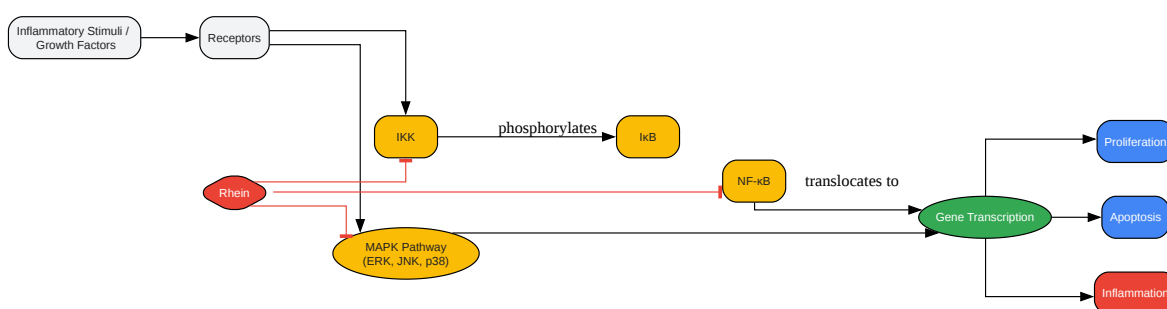 Inflammatory Stimuli /
Growth Factors
Receptors
IKK
phosphorylates
IκB
Rhein
NF-κB
translocates to
MAPK Pathway
(ERK, JNK, p38)
Gene Transcription
Proliferation
Apoptosis
Inflammation